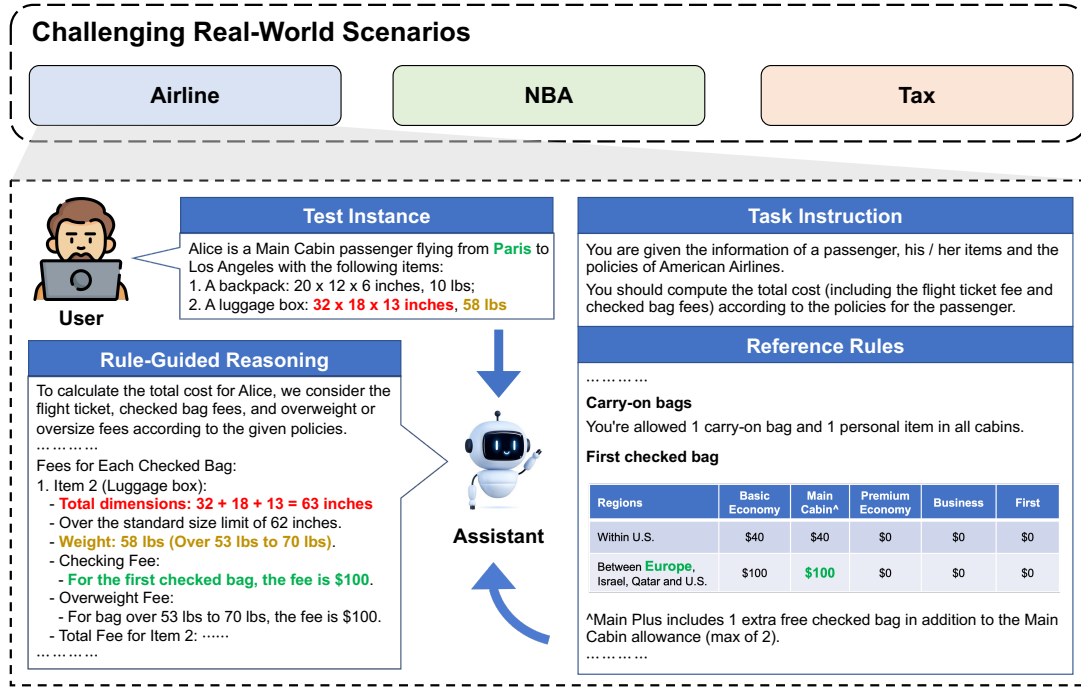 Challenging Real-World Scenarios
Airline
NBA
Tax
User
Test Instance
Alice is a Main Cabin passenger flying from Paris to
Los Angeles with the following items:
1. A backpack: 20 x 12 x 6 inches, 10 lbs;
2. A luggage box: 32 x 18 x 13 inches, 58 lbs
Task Instruction
You are given the information of a passenger, his / her items and the
policies of American Airlines.
You should compute the total cost (including the flight ticket fee and
checked bag fees) according to the policies for the passenger.
Rule-Guided Reasoning
To calculate the total cost for Alice, we consider the
flight ticket, checked bag fees, and overweight or
oversize fees according to the given policies.
…………
Fees for Each Checked Bag:
1. Item 2 (Luggage box):
- Total dimensions: 32 + 18 + 13 = 63 inches
- Over the standard size limit of 62 inches.
- Weight: 58 lbs (Over 53 lbs to 70 lbs).
- Checking Fee:
- For the first checked bag, the fee is $100.
- Overweight Fee:
- For bag over 53 lbs to 70 lbs, the fee is $100.
- Total Fee for Item 2: ……
…………
Assistant
Reference Rules
…………
Carry-on bags
You're allowed 1 carry-on bag and 1 personal item in all cabins.
First checked bag
Regions Basic Economy Main Cabin^ Premium Economy Business First
Within U.S. $40 $40 $0 $0 $0
Between Europe, Israel, Qatar and U.S. $100 $100 $0 $0 $0
^Main Plus includes 1 extra free checked bag in addition to the Main
Cabin allowance (max of 2).
…………